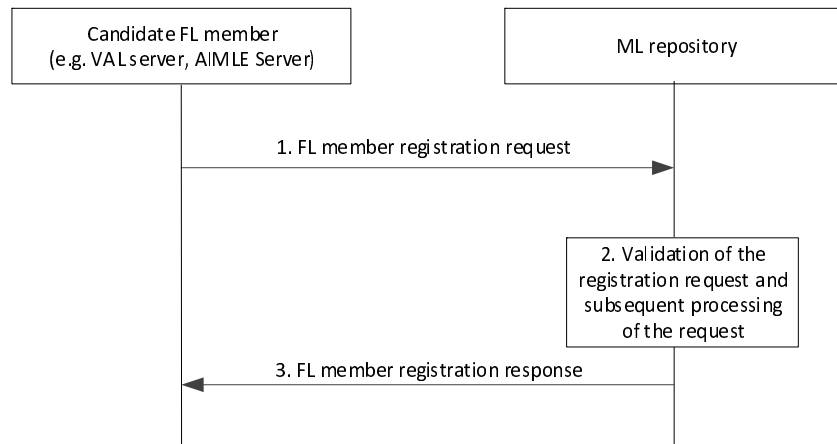 Candidate FL member
(e.g. VAL server, AIMLE Server)
ML repository
1. FL member registration request
2. Validation of the
registration request and
subsequent processing
of the request
3. FL member registration response